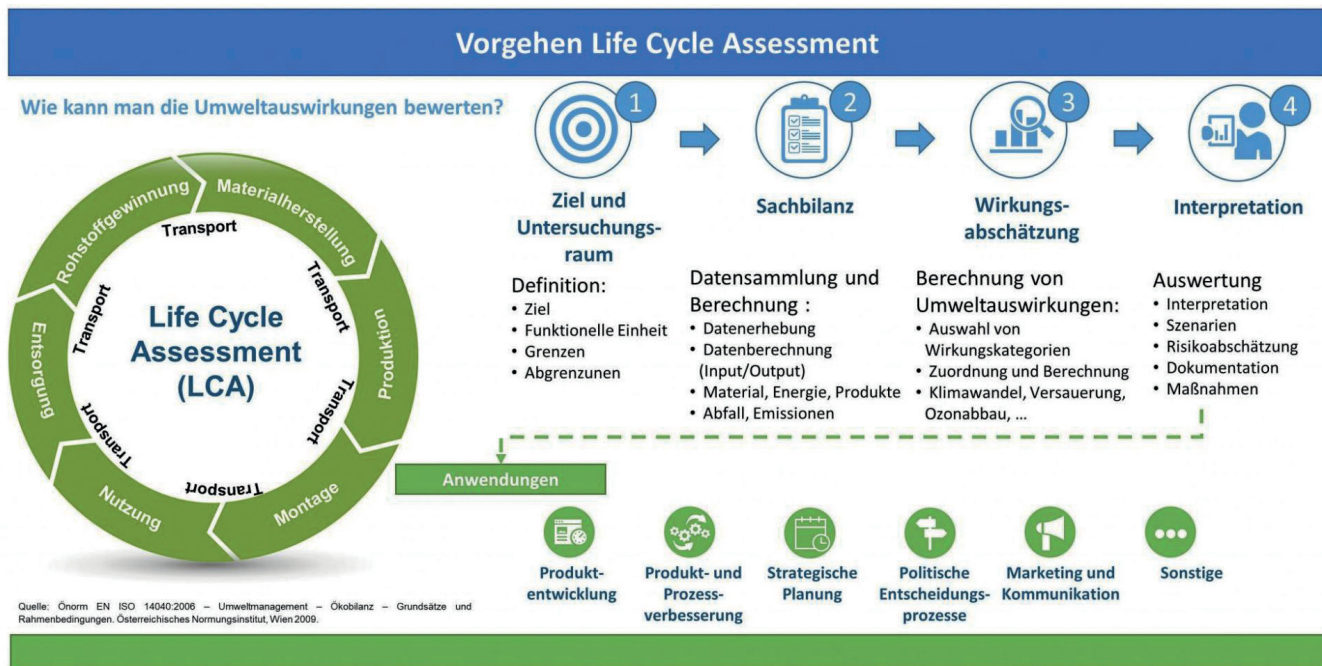 Vorgehen Life Cycle Assessment
Wie kann man die Umweltauswirkungen bewerten?
Rohstoffgewinnung
Materialherstellung
Produktion
Montage
Nutzung
Entsorgung
Transport
Transport
Transport
Transport
Transport
Transport
Life Cycle
Assessment
(LCA)
1
Ziel und
Untersuchungs-
raum
Definition:
• Ziel
• Funktionelle Einheit
• Grenzen
• Abgrenzunen
2
Sachbilanz
Datensammlung und
Berechnung :
• Datenerhebung
• Datenberechnung
(Input/Output)
• Material, Energie, Produkte
• Abfall, Emissionen
3
Wirkungs-
abschätzung
Berechnung von
Umweltauswirkungen:
• Auswahl von
Wirkungskategorien
• Zuordnung und Berechnung
• Klimawandel, Versauerung,
Ozonabbau, ...
4
Interpretation
Auswertung
• Interpretation
• Szenarien
• Risikoabschätzung
• Dokumentation
• Maßnahmen
Anwendungen
Produkt-
entwicklung
Produkt- und
Prozess-
verbesserung
Strategische
Planung
Politische
Entscheidungs-
prozesse
Marketing und
Kommunikation
Sonstige
Quelle: Önorm EN ISO 14040:2006 – Umweltmanagement – Ökobilanz – Grundsätze und
Rahmenbedingungen. Österreichisches Normungsinstitut, Wien 2009.